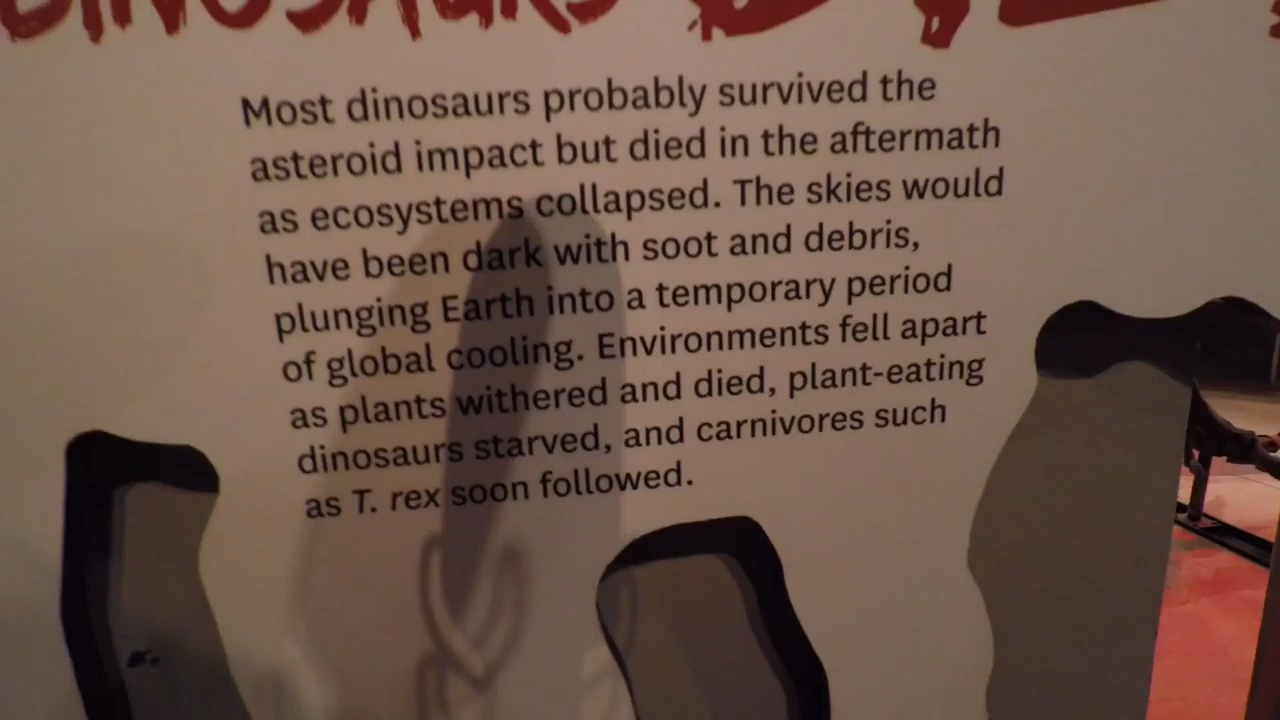 DINOSAURS
Most dinosaurs probably survived the
asteroid impact but died in the aftermath
as ecosystems collapsed. The skies would
have been dark with soot and debris,
plunging Earth into a temporary period
of global cooling. Environments fell apart
as plants withered and died, plant-eating
dinosaurs starved, and carnivores such
as T. rex soon followed.